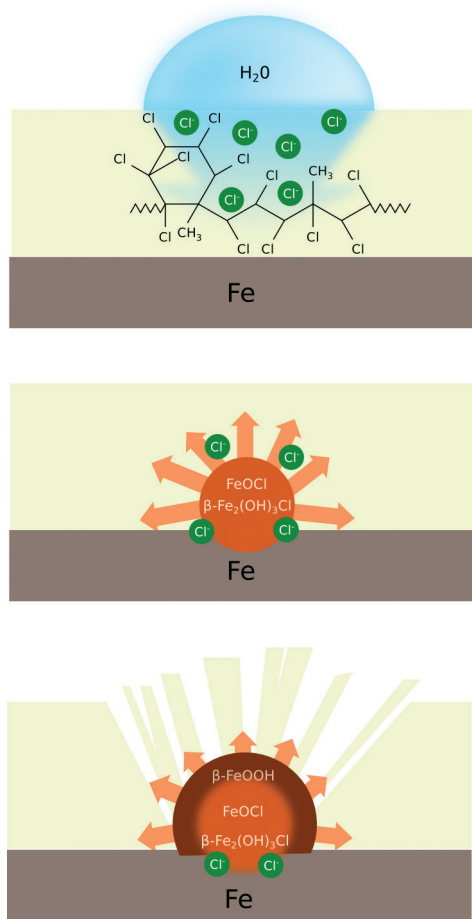 H₂0
Cl Cl⁻ Cl Cl⁻ Cl⁻ Cl⁻
Cl Cl Cl Cl Cl⁻ Cl CH₃ Cl
Cl⁻
Cl CH₃ Cl Cl Cl Cl
Fe
Cl⁻ Cl⁻
FeOCl
β-Fe₂(OH)₃Cl
Cl⁻ Cl⁻
Fe
β-FeOOH
FeOCl
β-Fe₂(OH)₃Cl
Cl⁻ Cl⁻
Fe